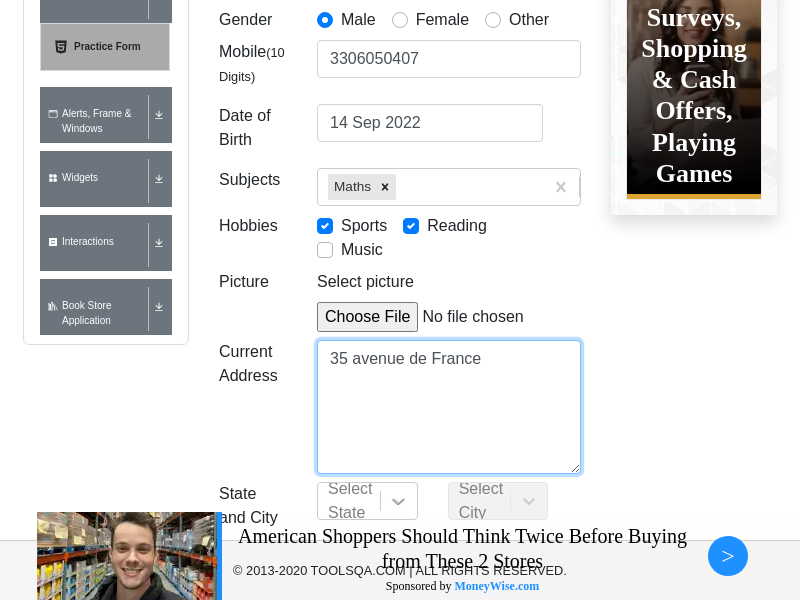 Practice Form
Alerts, Frame &
Windows
Widgets
Interactions
Book Store
Application
Gender
Male
Female
Other
Mobile(10
Digits)
3306050407
Date of
Birth
14 Sep 2022
Subjects
Maths
Hobbies
Sports
Reading
Music
Picture
Select picture
Choose File No file chosen
Current
Address
35 avenue de France
State
and City
Select
State
Select
City
Surveys,
Shopping
& Cash
Offers,
Playing
Games
American Shoppers Should Think Twice Before Buying
from These 2 Stores
© 2013-2020 TOOLSQA.COM | ALL RIGHTS RESERVED.
Sponsored by MoneyWise.com
>